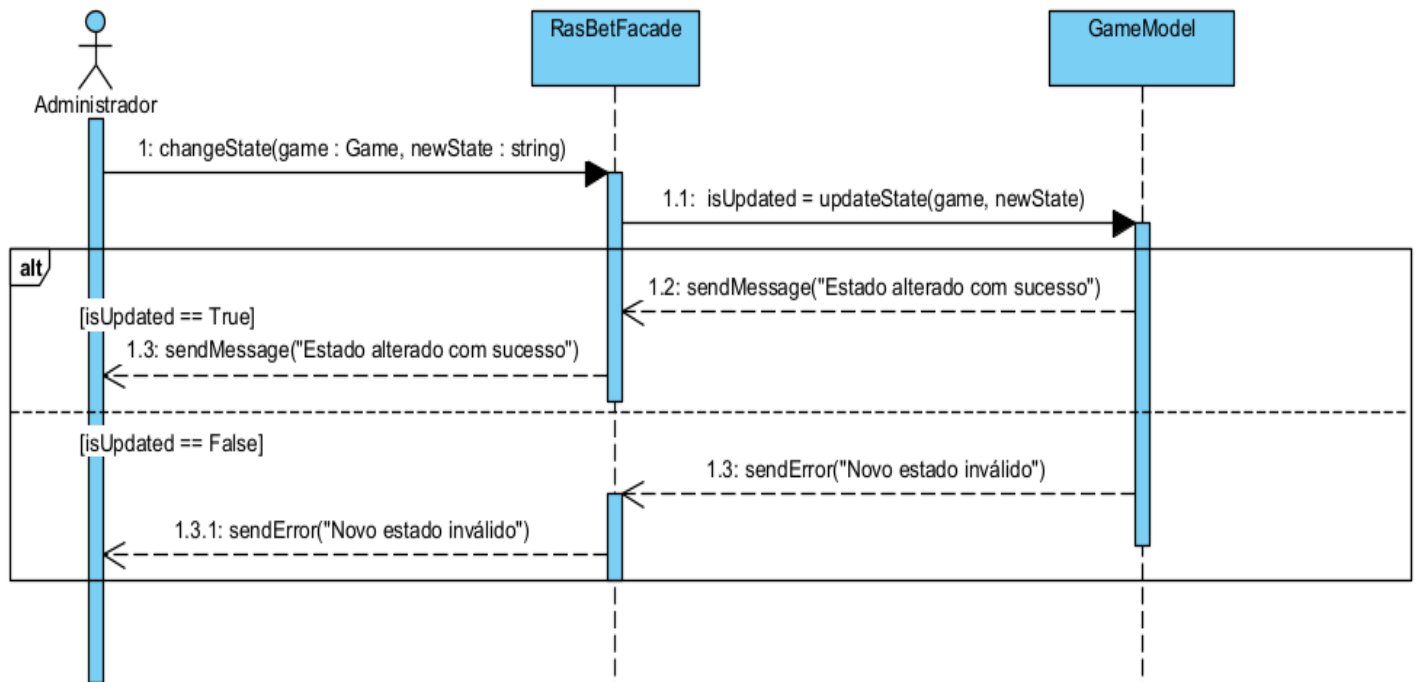 RasBetFacade
GameModel
Administrador
1: changeState(game : Game, newState : string)
1.1:  isUpdated = updateState(game, newState)
alt
1.2: sendMessage("Estado alterado com sucesso")
[isUpdated == True]
1.3: sendMessage("Estado alterado com sucesso")
[isUpdated == False]
1.3: sendError("Novo estado inválido")
1.3.1: sendError("Novo estado inválido")